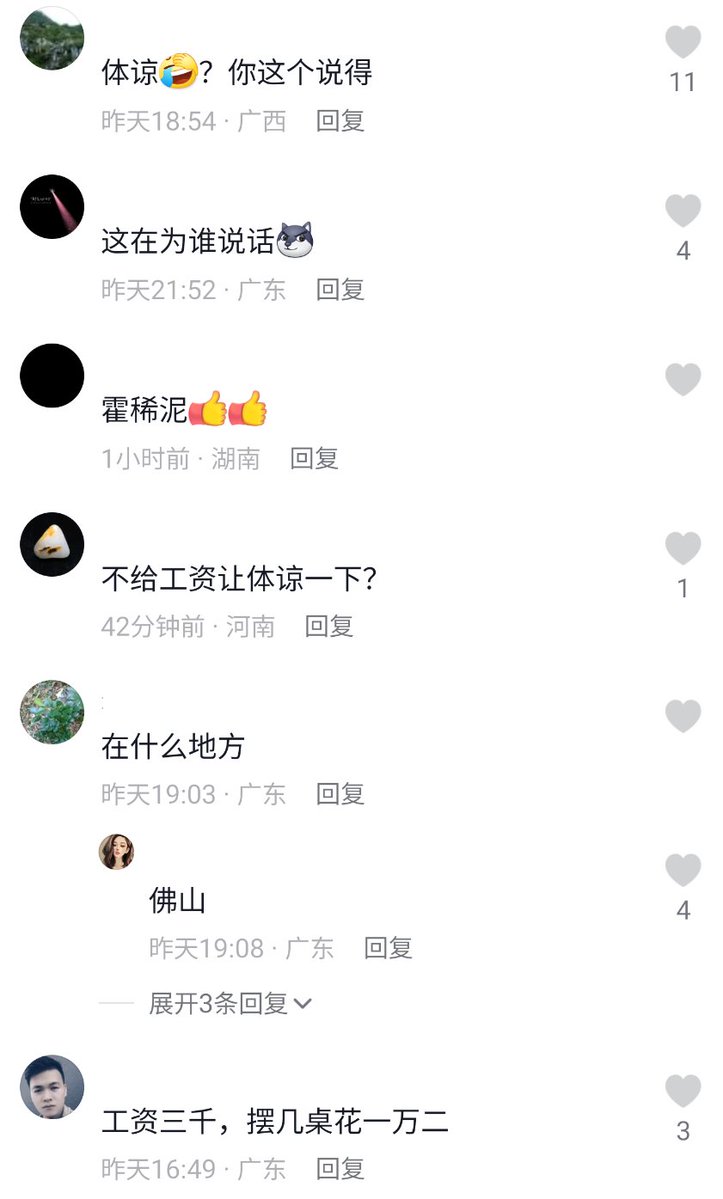 体谅🤣？你这个说得
11
昨天18:54 · 广西 回复
这在为谁说话
4
昨天21:52 · 广东 回复
霍稀泥👍👍
1小时前 · 湖南 回复
不给工资让体谅一下？
1
42分钟前 · 河南 回复
在什么地方
昨天19:03 · 广东 回复
佛山
4
昨天19:08 · 广东 回复
展开3条回复
工资三千，摆几桌花一万二
3
昨天16:49 · 广东 回复